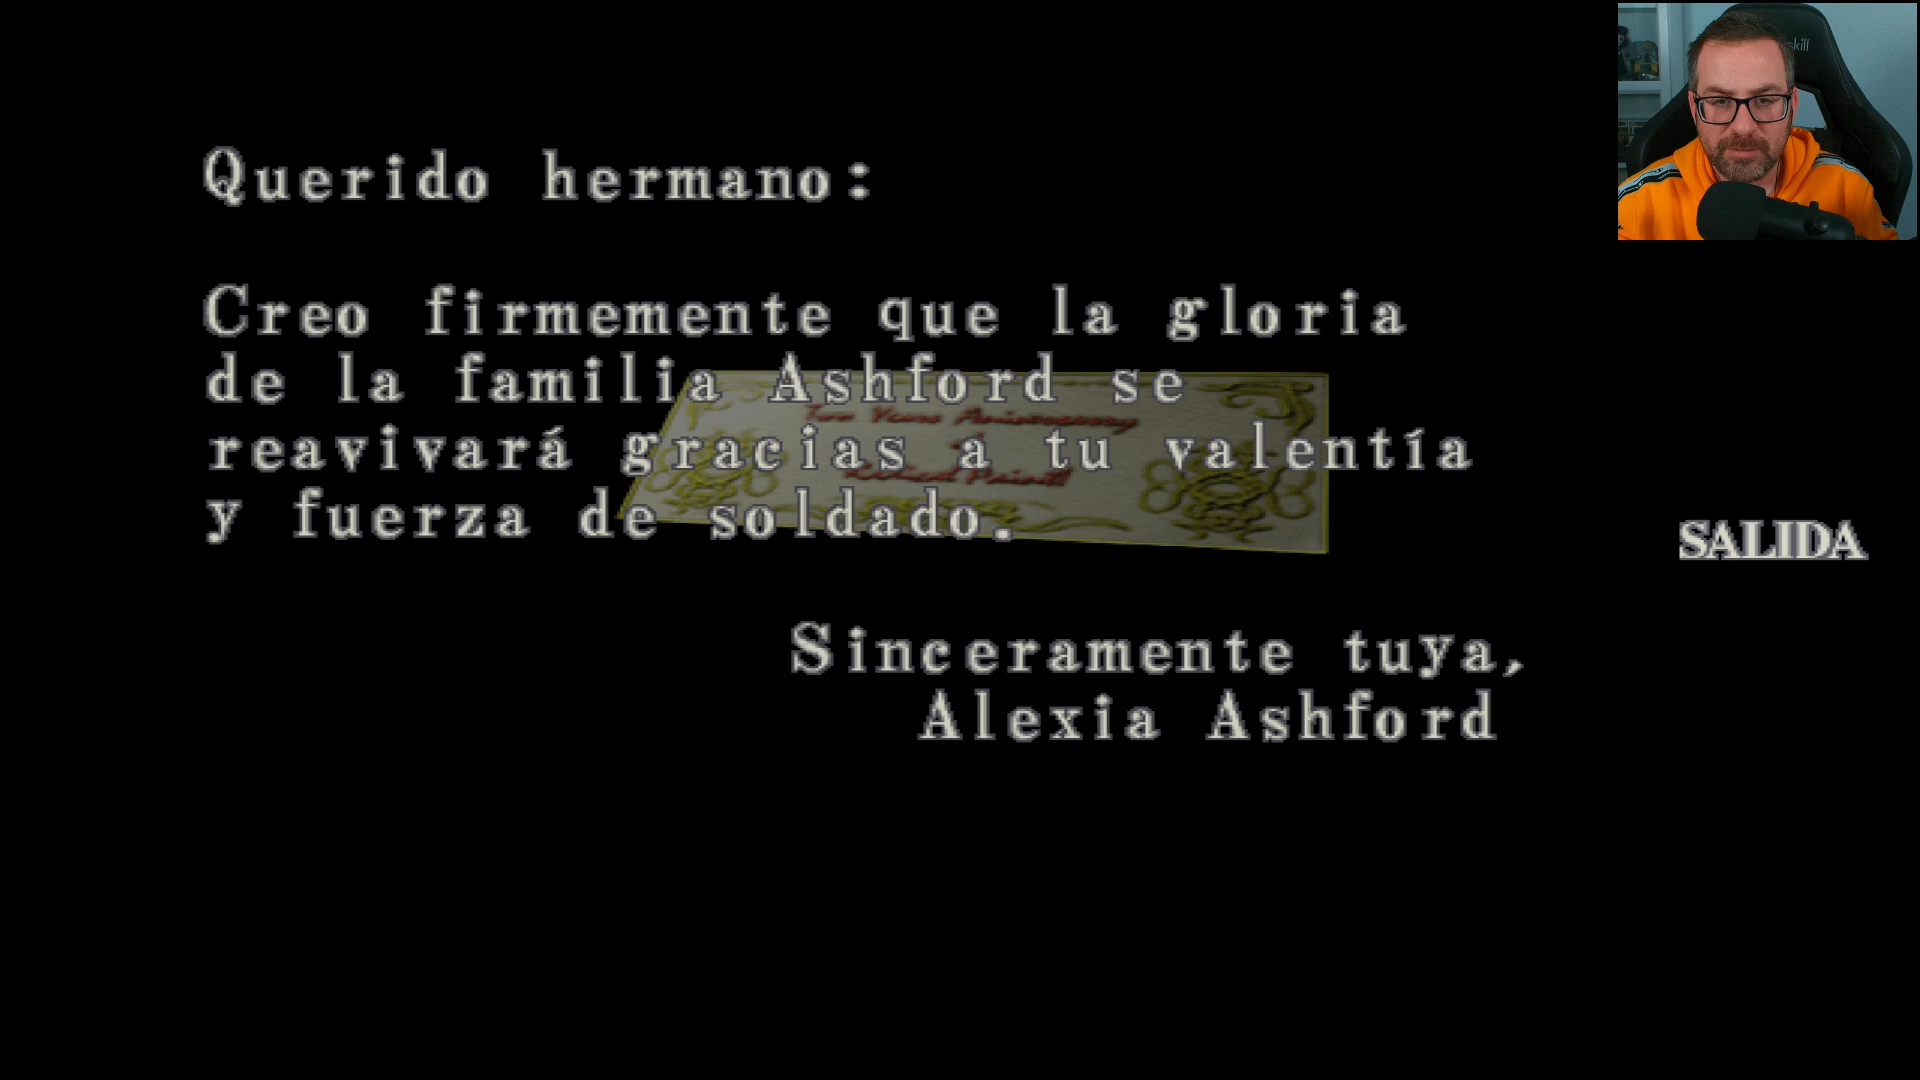 Querido hermano:
Creo firmemente que la gloria
de la familia Ashford se
reavivará gracias a tu valentía
y fuerza de soldado.
SALIDA
Sinceramente tuya,
Alexia Ashford